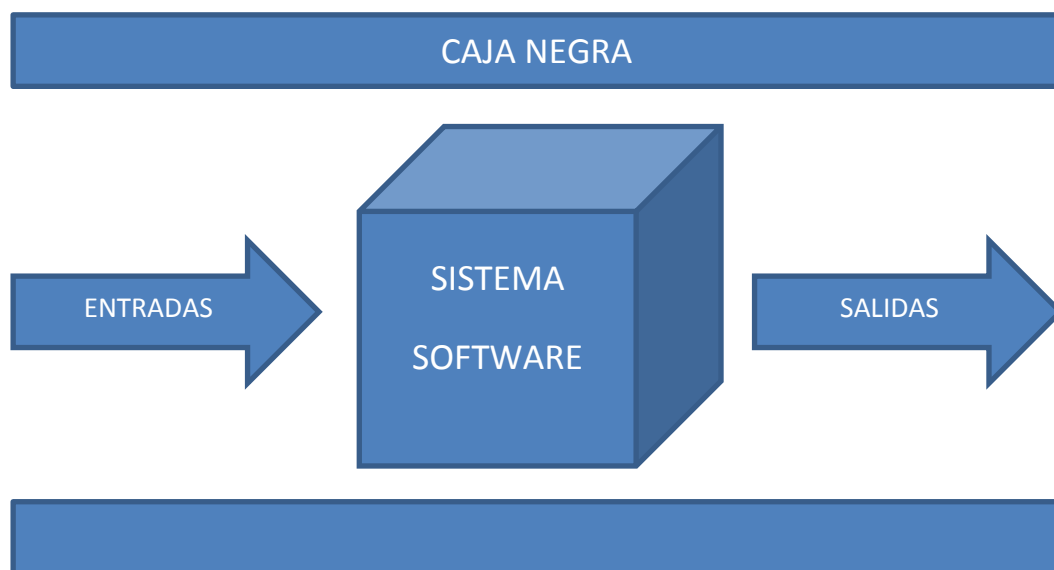 CAJA NEGRA
ENTRADAS
SISTEMA
SOFTWARE
SALIDAS